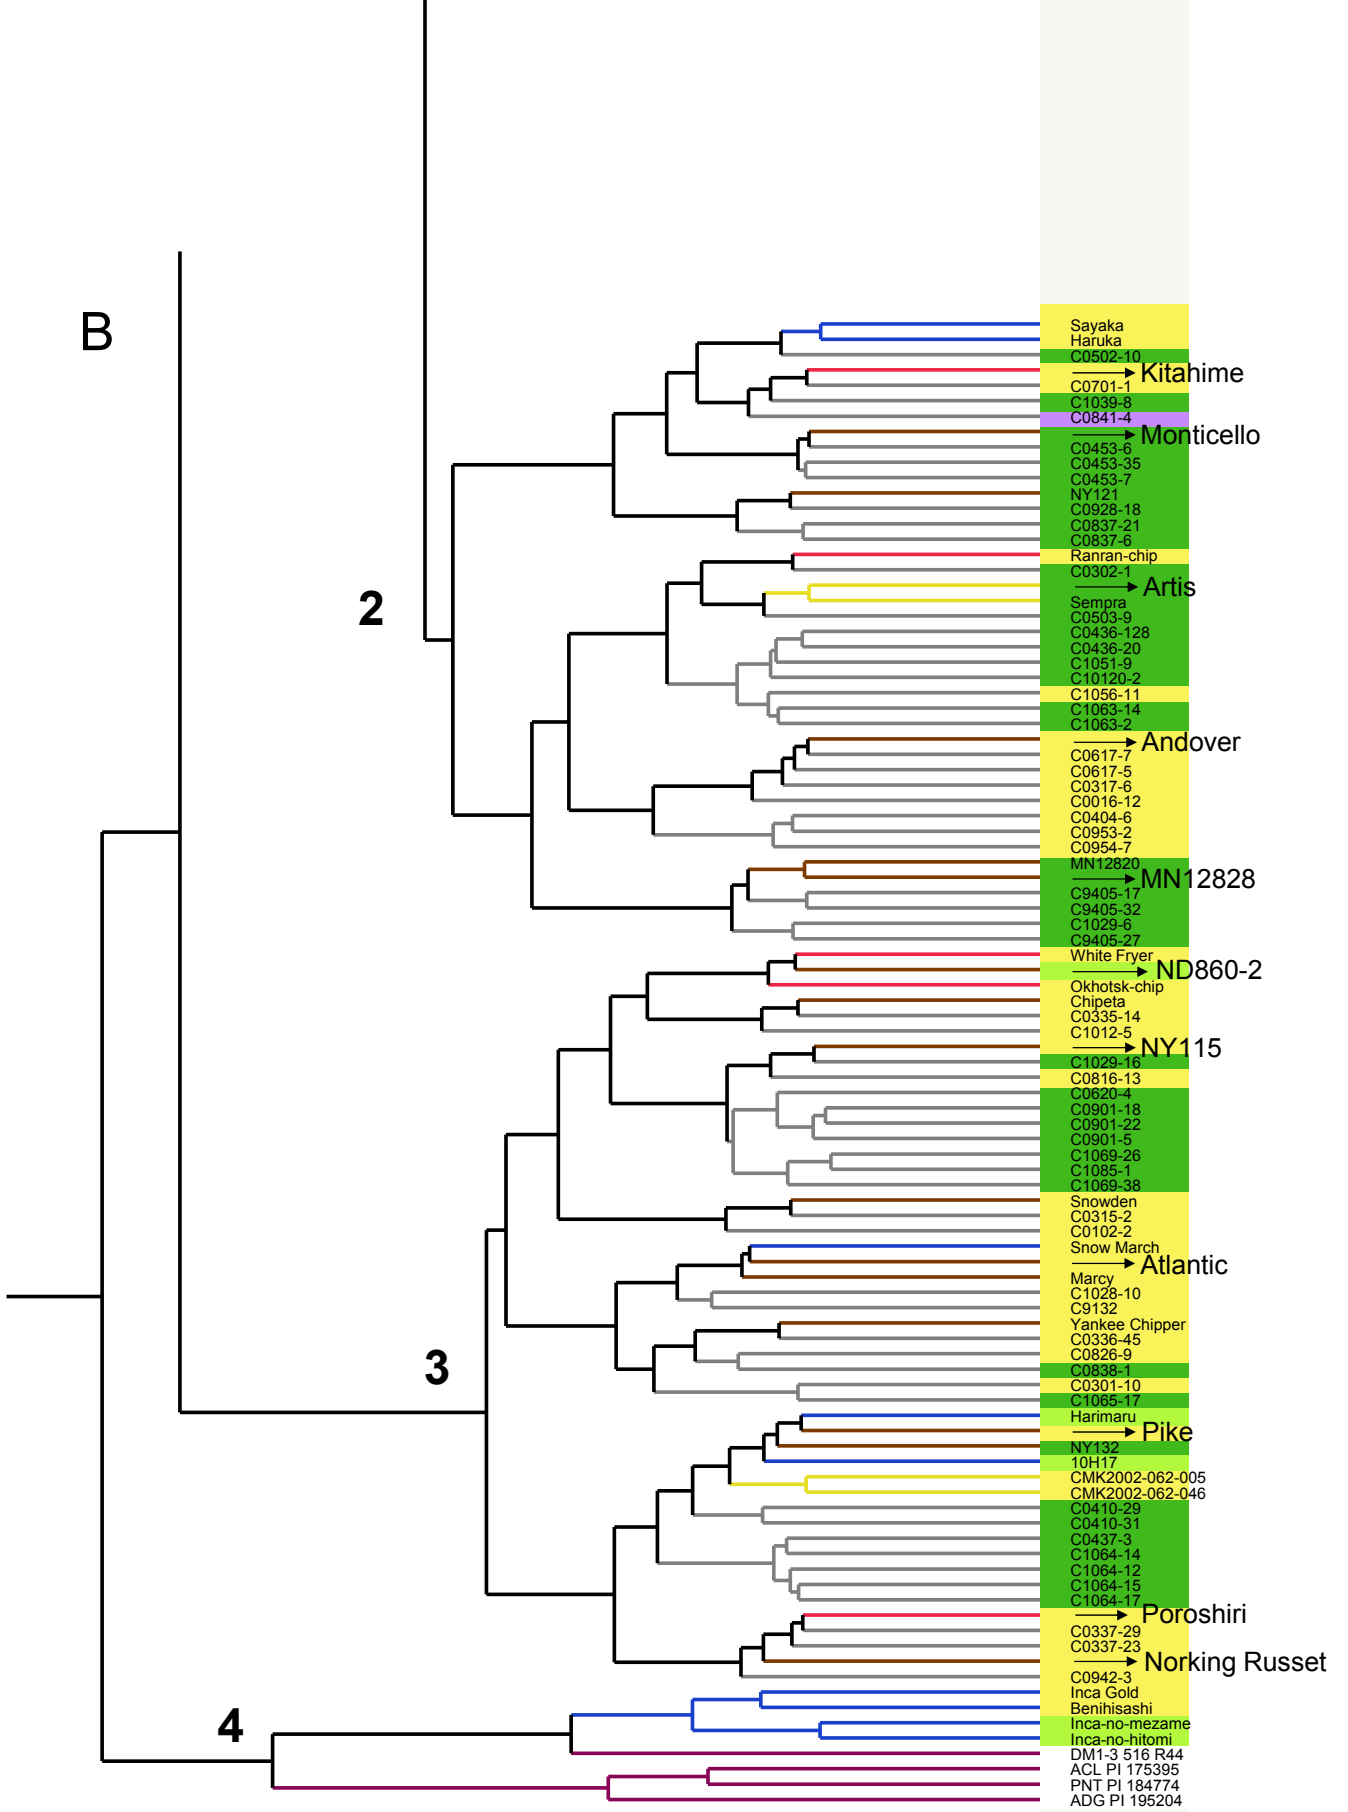 B
Sayaka
Haruka
C0502-10
Kitahime
C0701-1
C1039-8
C0841-4
Monticello
C0453-6
C0453-35
C0453-7
NY121
C0928-18
C0837-21
C0837-6
Ranran-chip
C0302-1
Artis
2
Sempra
C0503-9
C0436-128
C0436-20
C1051-9
C10120-2
C1056-11
C1063-14
C1063-2
Andover
C0617-7
C0617-5
C0317-6
C0016-12
C0404-6
C0953-2
C0954-7
MN12820
MN12828
C9405-17
C9405-32
C1029-6
C9405-27
White Fryer
ND860-2
Okhotsk-chip
Chipeta
C0335-14
C1012-5
NY115
C1029-16
C0816-13
C0620-4
C0901-18
C0901-22
C0901-5
C1069-26
C1085-1
C1069-38
Snowden
C0315-2
C0102-2
Snow March
Atlantic
Marcy
C1028-10
C9132
Yankee Chipper
C0336-45
C0826-9
3
C0838-1
C0301-10
C1065-17
Harimaru
Pike
NY132
10H17
CMK2002-062-005
CMK2002-062-046
C0410-29
C0410-31
C0437-3
C1064-14
C1064-12
C1064-15
C1064-17
Poroshiri
C0337-29
C0337-23
Norking Russet
C0942-3
Inca Gold
Benihisashi
4
Inca-no-mezame
Inca-no-hitomi
DM1-3 516 R44
ACL PI 175395
PNT PI 184774
ADG PI 195204